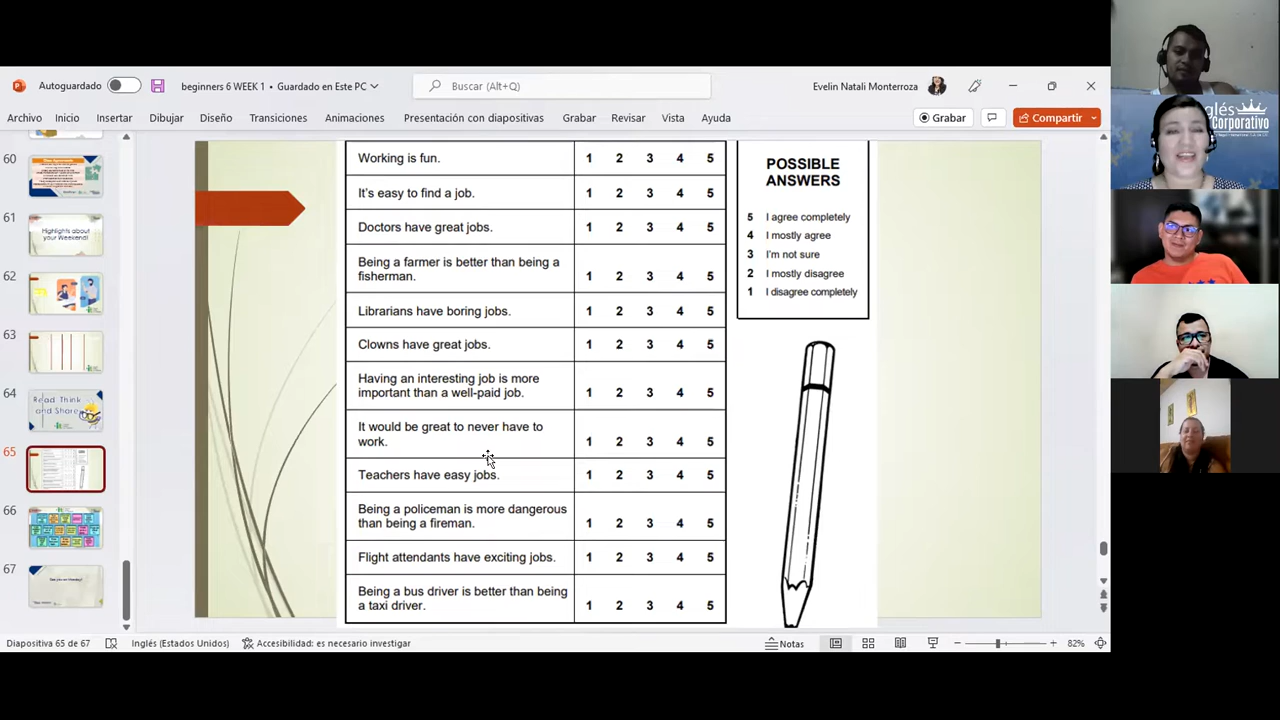 Autoguardado
beginners 6 WEEK 1 • Guardado en Este PC
Buscar (Alt+Q)
Evelin Natali Monterroza
Archivo Inicio Insertar Dibujar Diseño Transiciones Animaciones Presentación con diapositivas Grabar Revisar Vista Ayuda
Grabar
Compartir
60
61
Highlights about
your Weekend!
62
63
64
Read, Think
and Share
65
66
67
Working is fun. 1 2 3 4 5
It's easy to find a job. 1 2 3 4 5
Doctors have great jobs. 1 2 3 4 5
Being a farmer is better than being a
fisherman. 1 2 3 4 5
Librarians have boring jobs. 1 2 3 4 5
Clowns have great jobs. 1 2 3 4 5
Having an interesting job is more
important than a well-paid job. 1 2 3 4 5
It would be great to never have to
work. 1 2 3 4 5
Teachers have easy jobs. 1 2 3 4 5
Being a policeman is more dangerous
than being a fireman. 1 2 3 4 5
Flight attendants have exciting jobs. 1 2 3 4 5
Being a bus driver is better than being
a taxi driver. 1 2 3 4 5
POSSIBLE
ANSWERS
5 I agree completely
4 I mostly agree
3 I'm not sure
2 I mostly disagree
1 I disagree completely
glés
Corporativo
Diapositiva 65 de 67
Inglés (Estados Unidos)
Accesibilidad: es necesario investigar
Notas
82%